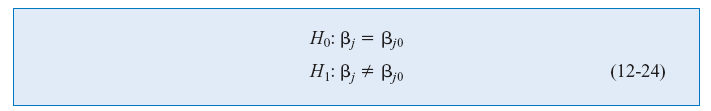 H₀: βⱼ = βⱼ₀
H₁: βⱼ ≠ βⱼ₀ (12-24)